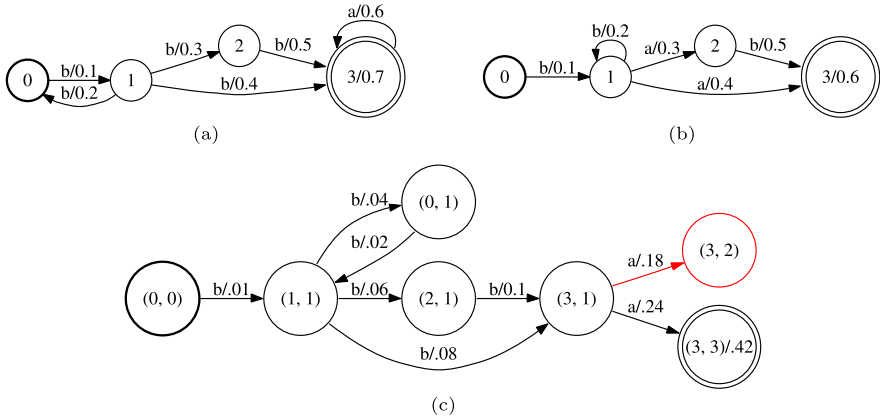 a/0.6
b/0.2
2
2
b/0.3
b/0.5
a/0.3
b/0.5
0
b/0.1
1
3/0.7
0
b/0.1
1
3/0.6
b/0.2
b/0.4
a/0.4
(a)
(b)
b/.04
(0, 1)
b/.02
(3, 2)
a/.18
(0, 0)
b/.01
(1, 1)
b/.06
(2, 1)
b/0.1
(3, 1)
a/.24
(3, 3)/.42
b/.08
(c)